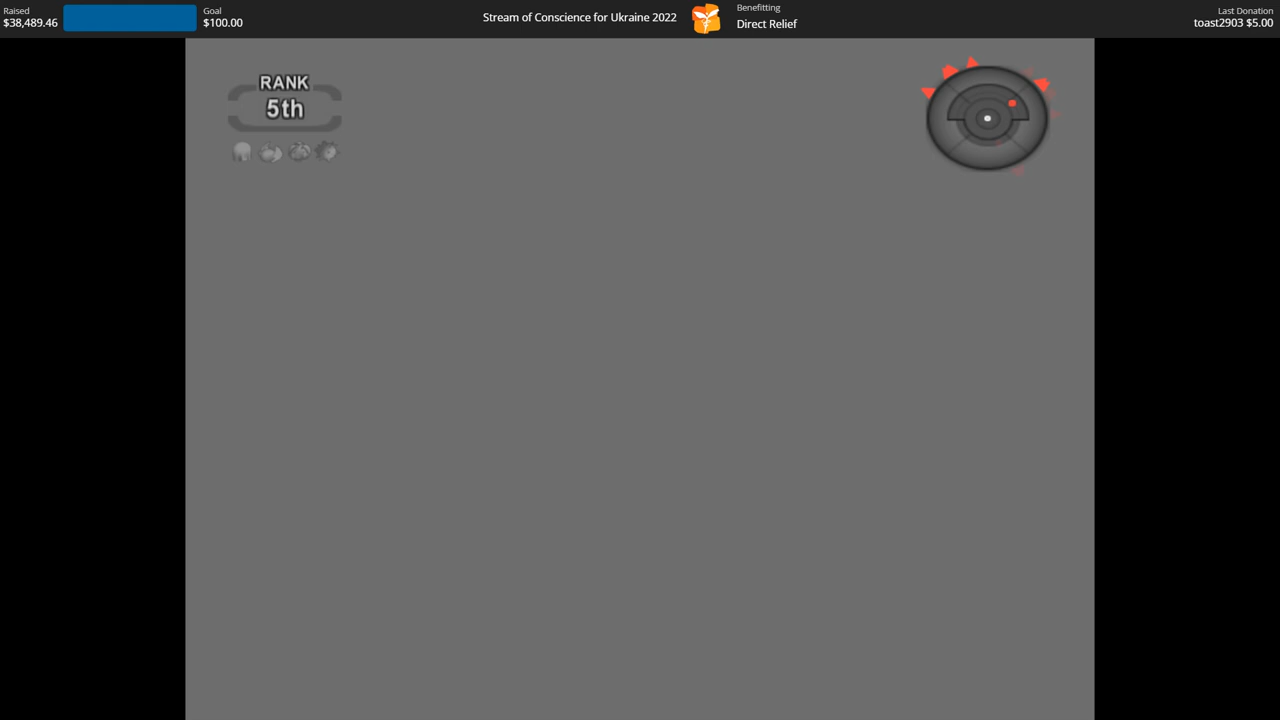 Raised
$38,489.46
Goal
$100.00
Stream of Conscience for Ukraine 2022
Benefitting
Direct Relief
Last Donation
toast2903 $5.00
RANK
5th